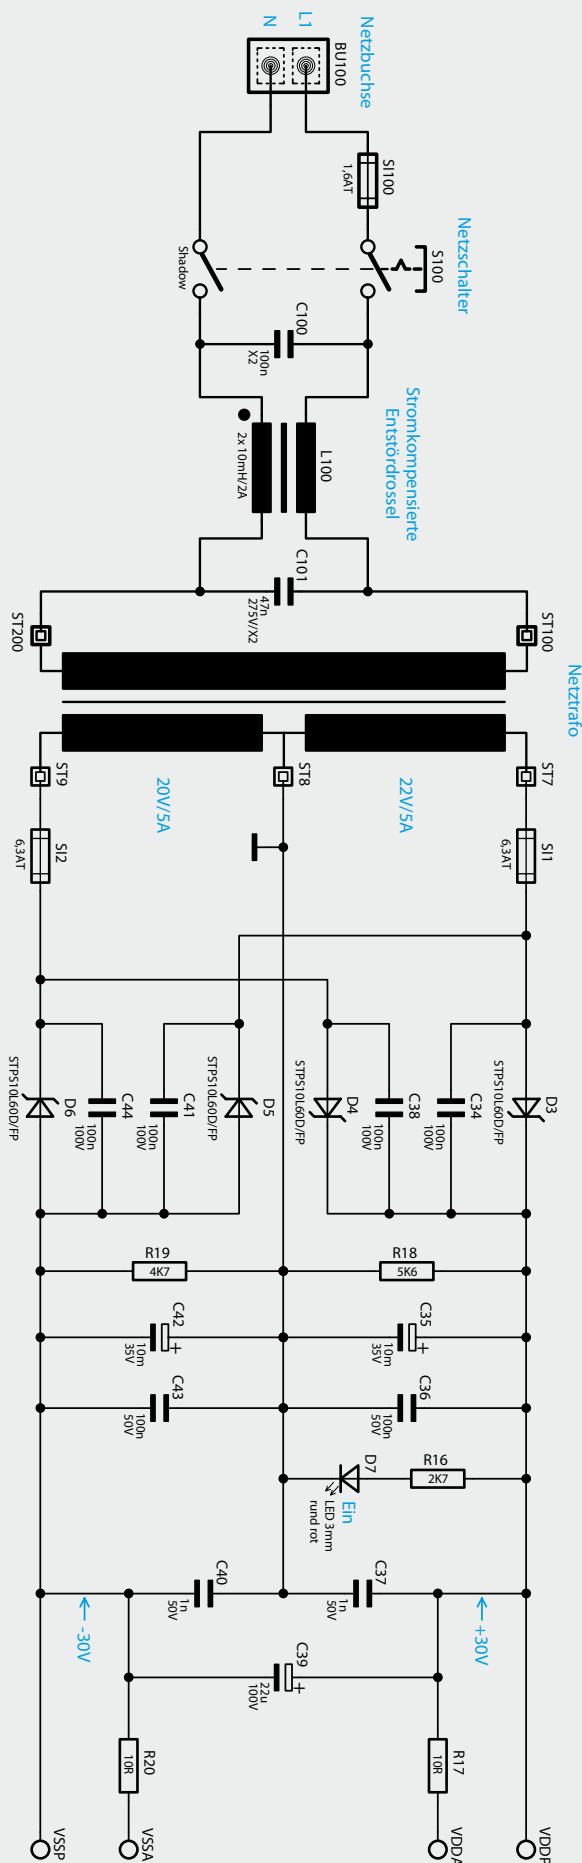 Netzbuchse
L1
N
BU100
SI100
1,6AT
Netzschalter
S100
Shadow
C100
100n
X2
Stromkompensierte
Entstördrossel
L100
2x 10mH/2A
C101
47n
275V/X2
ST100
ST200
Netztrafo
ST7
ST8
ST9
22V/5A
20V/5A
SI1
6,3AT
SI2
6,3AT
D3
STPS10L60D/FP
C34
100n
100V
C38
100n
100V
D4
STPS10L60D/FP
D5
STPS10L60D/FP
C41
100n
100V
C44
100n
100V
D6
STPS10L60D/FP
R18
5K6
R19
4K7
C35
10m
35V
+
C42
10m
35V
+
C36
100n
50V
C43
100n
50V
R16
2K7
D7
Ein
LED 3mm
rund rot
C37
1n
50V
C40
1n
50V
+30V
-30V
C39
22u
100V
+
R17
10R
R20
10R
VDDP
VDDA
VSSA
VSSP